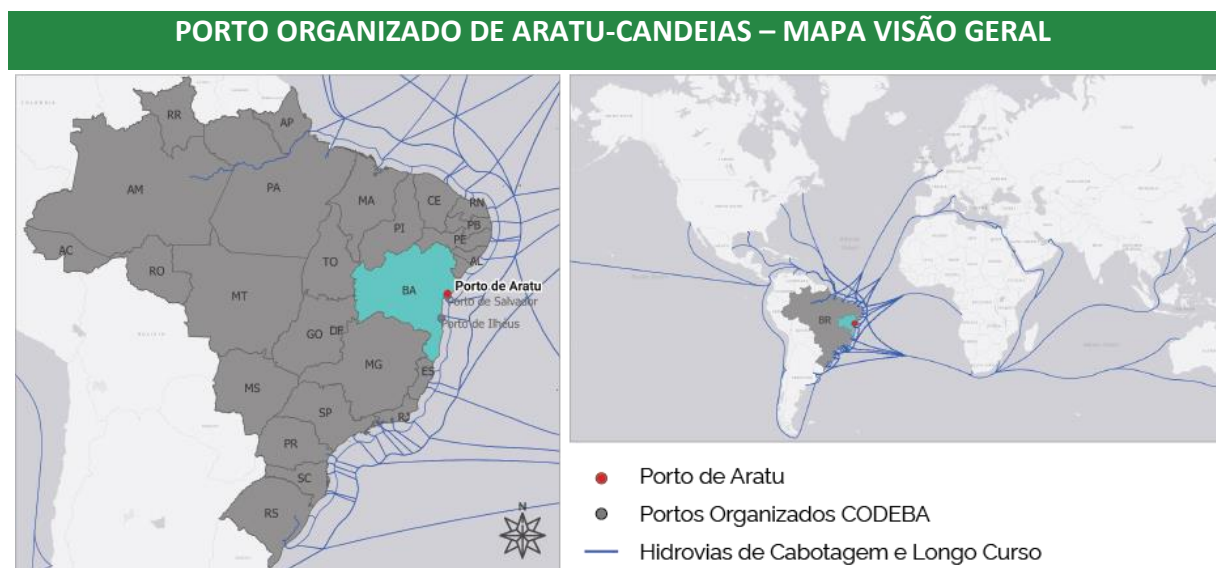 PORTO ORGANIZADO DE ARATU-CANDEIAS – MAPA VISÃO GERAL
RR
AP
AM
PA
MA
CE
RN
PB
PI
PE
AL
AC
RO
TO
BA
Porto de Aratu
Porto de Salvador
MT
Porto de Ilhéus
GO
DF
MG
ES
MS
SP
RJ
PR
SC
RS
N
BR
Porto de Aratu
Portos Organizados CODEBA
Hidrovias de Cabotagem e Longo Curso